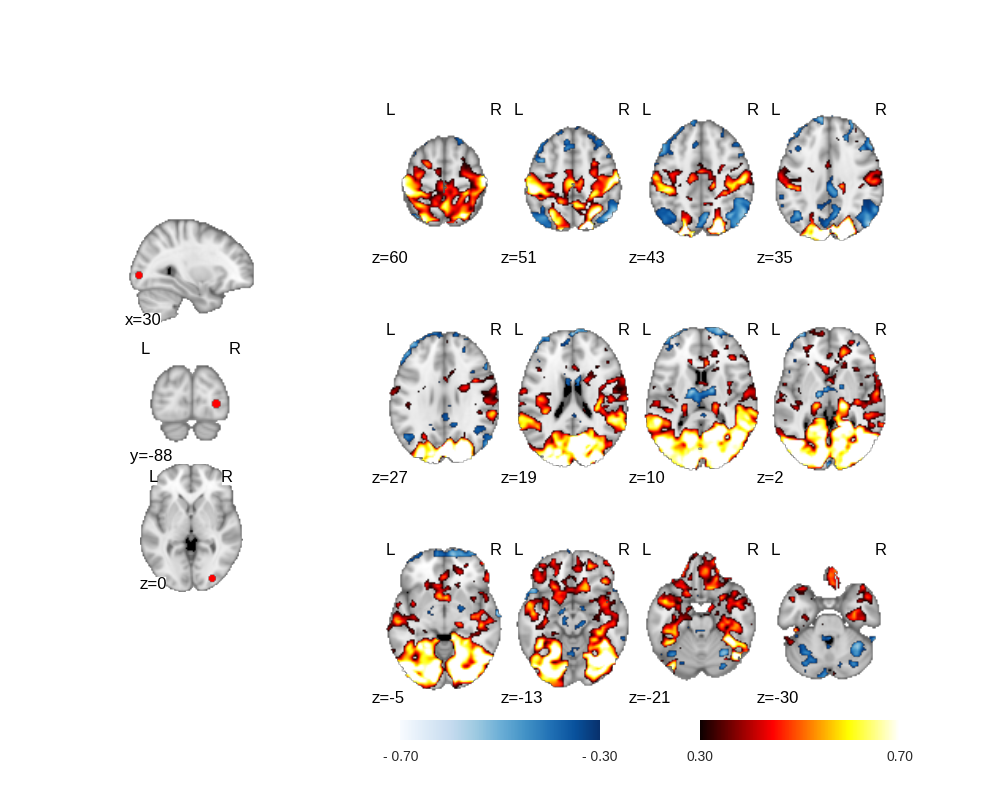 L R L R L R L R
z=60 z=51 z=43 z=35
x=30
L R
y=-88
L R
z=0
L R L R L R L R
z=27 z=19 z=10 z=2
L R L R L R L R
z=-5 z=-13 z=-21 z=-30
- 0.70 - 0.30 0.30 0.70